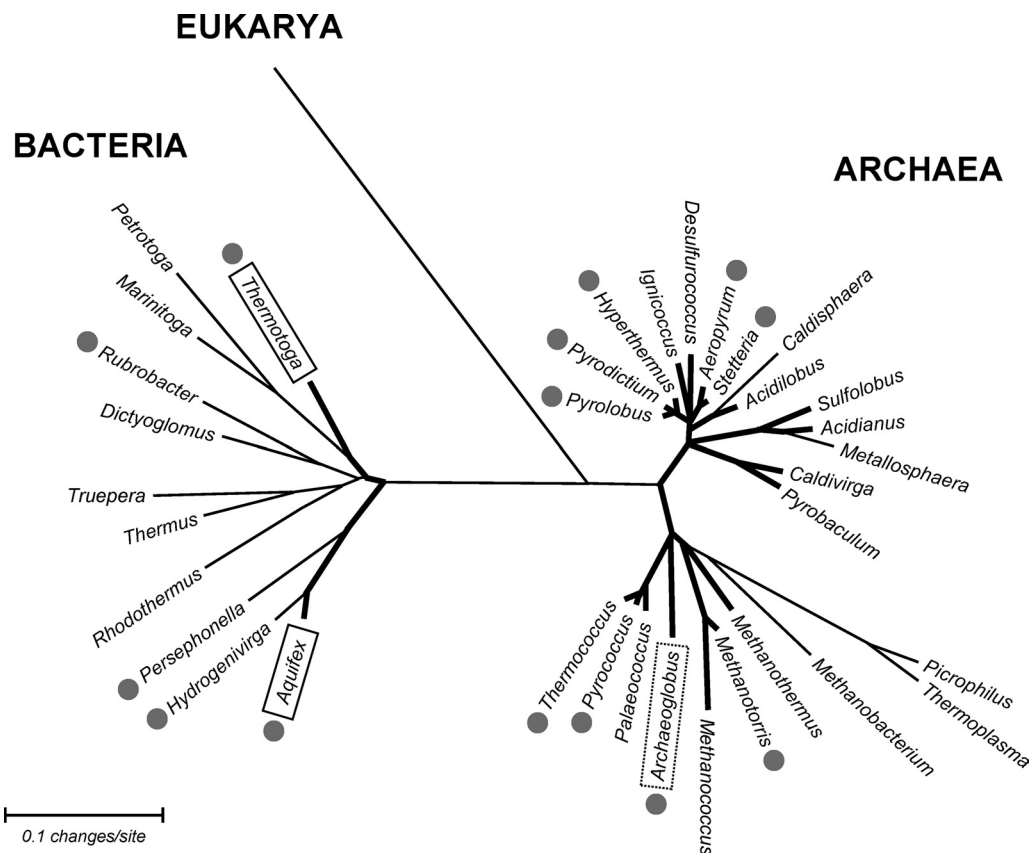 EUKARYA
BACTERIA
ARCHAEA
Petrotoga
Marinitoga
Thermotoga
Rubrobacter
Dictyoglomus
Truepera
Thermus
Rhodothermus
Persephonella
Hydrogenivirga
Aquifex
Pyrolobus
Pyrodictium
Hyperthermus
Ignicoccus
Desulfurococcus
Aeropyrum
Stetteria
Caldisphaera
Acidilobus
Sulfolobus
Acidianus
Metallosphaera
Caldivirga
Pyrobaculum
Thermococcus
Pyrococcus
Palaeococcus
Archaeoglobus
Methanococcus
Methanotorris
Methanothermus
Methanobacterium
Thermoplasma
Picrophilus
0.1 changes/site